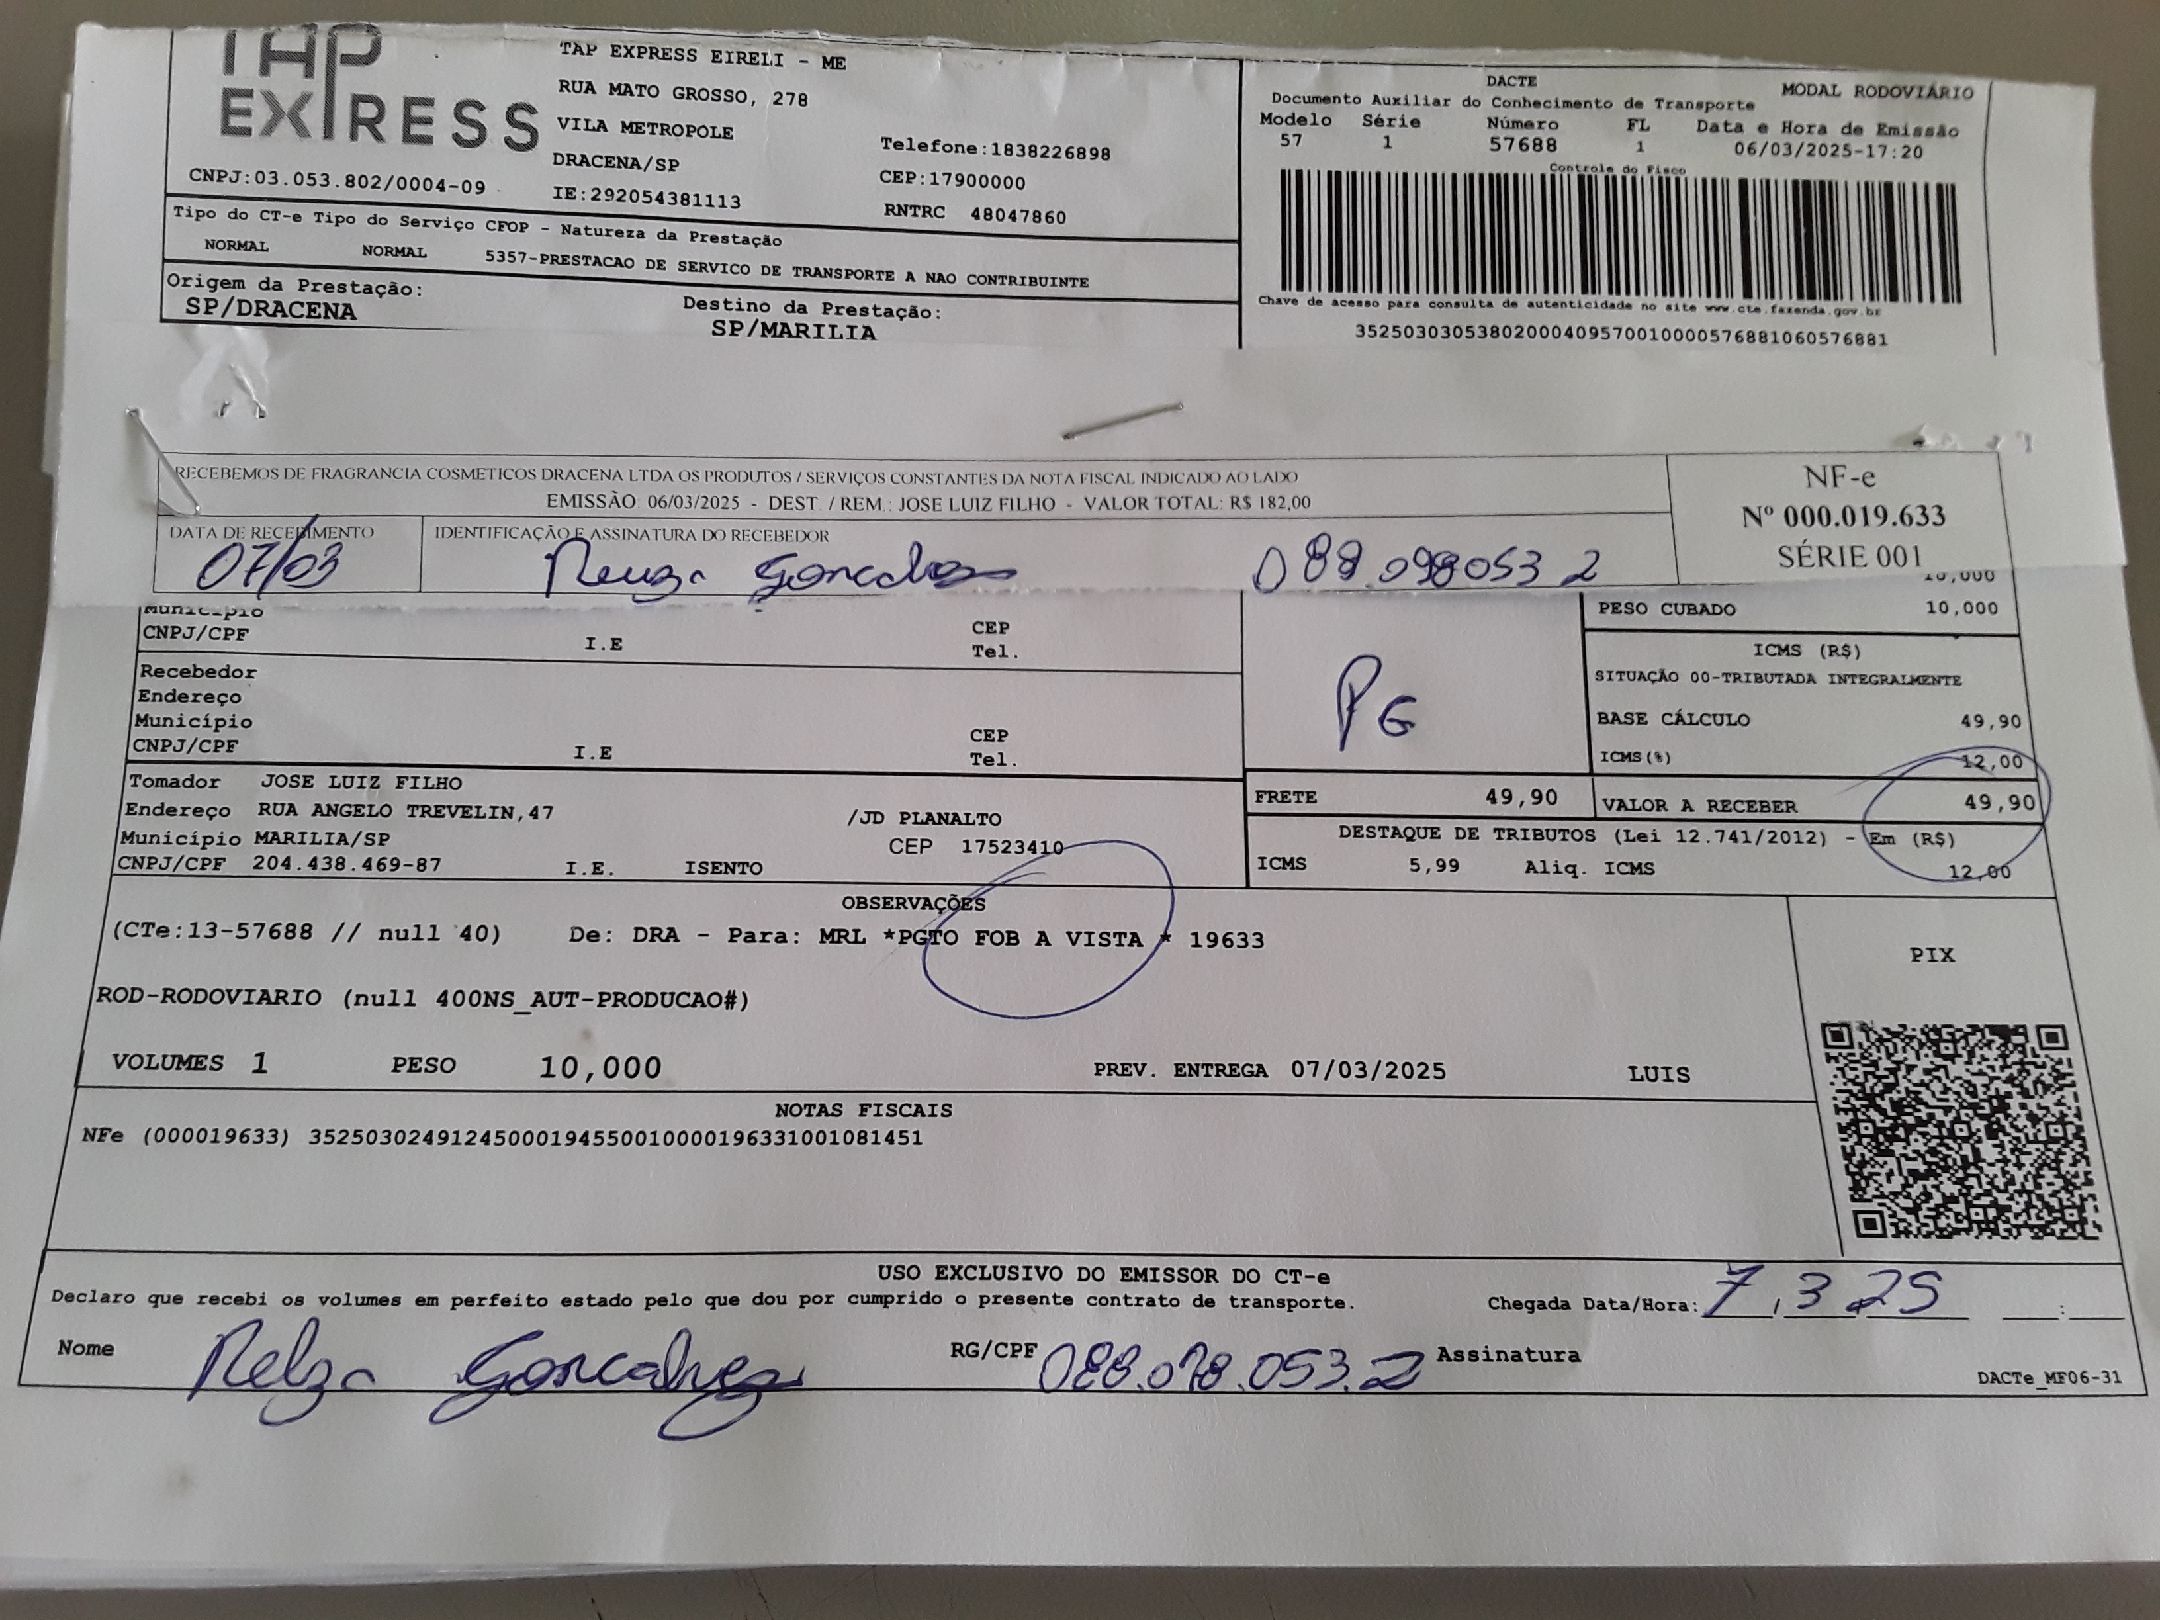 TAP
EXPRESS
TAP EXPRESS EIRELI - ME
RUA MATO GROSSO, 278
VILA METROPOLE
DRACENA/SP
IE:292054381113
Telefone:1838226898
CEP:17900000
RNTRC 48047860
CNPJ:03.053.802/0004-09
DACTE
MODAL RODOVIÁRIO
Documento Auxiliar do Conhecimento de Transporte
Modelo Série Número FL Data e Hora de Emissão
57 1 57688 1 06/03/2025-17:20
Controle do Fisco
Chave de acesso para consulta de autenticidade no site www.cte.fazenda.gov.br
35250303053802000409570010000576881060576881
Tipo do CT-e Tipo do Serviço CFOP - Natureza da Prestação
NORMAL NORMAL 5357-PRESTACAO DE SERVICO DE TRANSPORTE A NAO CONTRIBUINTE
Origem da Prestação:
SP/DRACENA
Destino da Prestação:
SP/MARILIA
RECEBEMOS DE FRAGRANCIA COSMETICOS DRACENA LTDA OS PRODUTOS / SERVIÇOS CONSTANTES DA NOTA FISCAL INDICADO AO LADO
EMISSÃO: 06/03/2025 - DEST. / REM.: JOSE LUIZ FILHO - VALOR TOTAL: R$ 182,00
NF-e
Nº 000.019.633
SÉRIE 001
DATA DE RECEBIMENTO
07/03
IDENTIFICAÇÃO E ASSINATURA DO RECEBEDOR
Goncalves 088.098053 2
10,000
PESO CUBADO 10,000
Município
CNPJ/CPF I.E CEP
Tel.
Recebedor
Endereço
Município
CNPJ/CPF I.E CEP
Tel.
PG
ICMS (R$)
SITUAÇÃO 00-TRIBUTADA INTEGRALMENTE
BASE CÁLCULO 49,90
ICMS(%) 12,00
Tomador JOSE LUIZ FILHO
Endereço RUA ANGELO TREVELIN,47 /JD PLANALTO
Município MARILIA/SP CEP 17523410
CNPJ/CPF 204.438.469-87 I.E. ISENTO
FRETE 49,90
VALOR A RECEBER 49,90
DESTAQUE DE TRIBUTOS (Lei 12.741/2012) - Em (R$)
ICMS 5,99 Aliq. ICMS 12,00
OBSERVAÇÕES
(CTe:13-57688 // null 40) De: DRA - Para: MRL *PGTO FOB A VISTA * 19633
ROD-RODOVIARIO (null 400NS_AUT-PRODUCAO#)
PIX
VOLUMES 1 PESO 10,000 PREV. ENTREGA 07/03/2025 LUIS
NOTAS FISCAIS
NFe (000019633) 35250302491245000194550010000196331001081451
USO EXCLUSIVO DO EMISSOR DO CT-e
Declaro que recebi os volumes em perfeito estado pelo que dou por cumprido o presente contrato de transporte.
Chegada Data/Hora: 7, 3 25 :
Nome Goncalves RG/CPF 088.098.053.2 Assinatura
DACTe_MF06-31